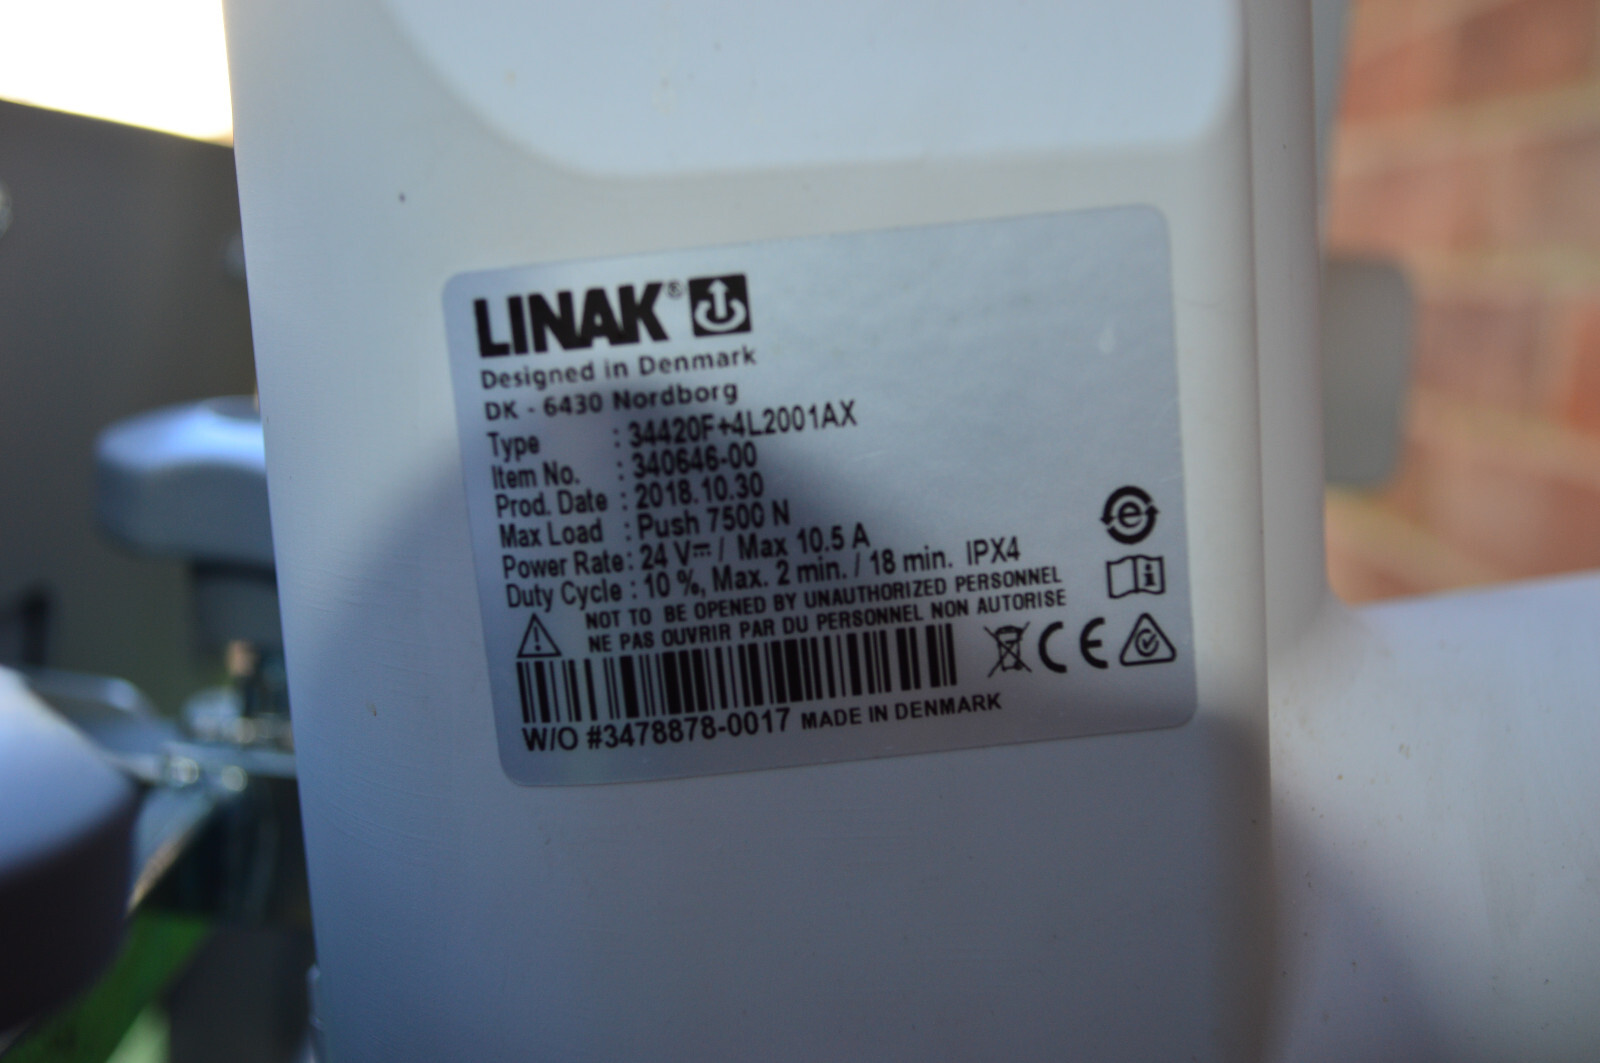 LINAK®
Designed in Denmark
DK - 6430 Nordborg
Type : 34420F+4L2001AX
Item No. : 340646-00
Prod. Date : 2018.10.30
Max Load : Push 7500 N
Power Rate : 24 V⎓ / Max 10.5 A
Duty Cycle : 10 %, Max. 2 min. / 18 min. IPX4
NOT TO BE OPENED BY UNAUTHORIZED PERSONNEL
NE PAS OUVRIR PAR DU PERSONNEL NON AUTORISE
CE
W/O #3478878-0017 MADE IN DENMARK